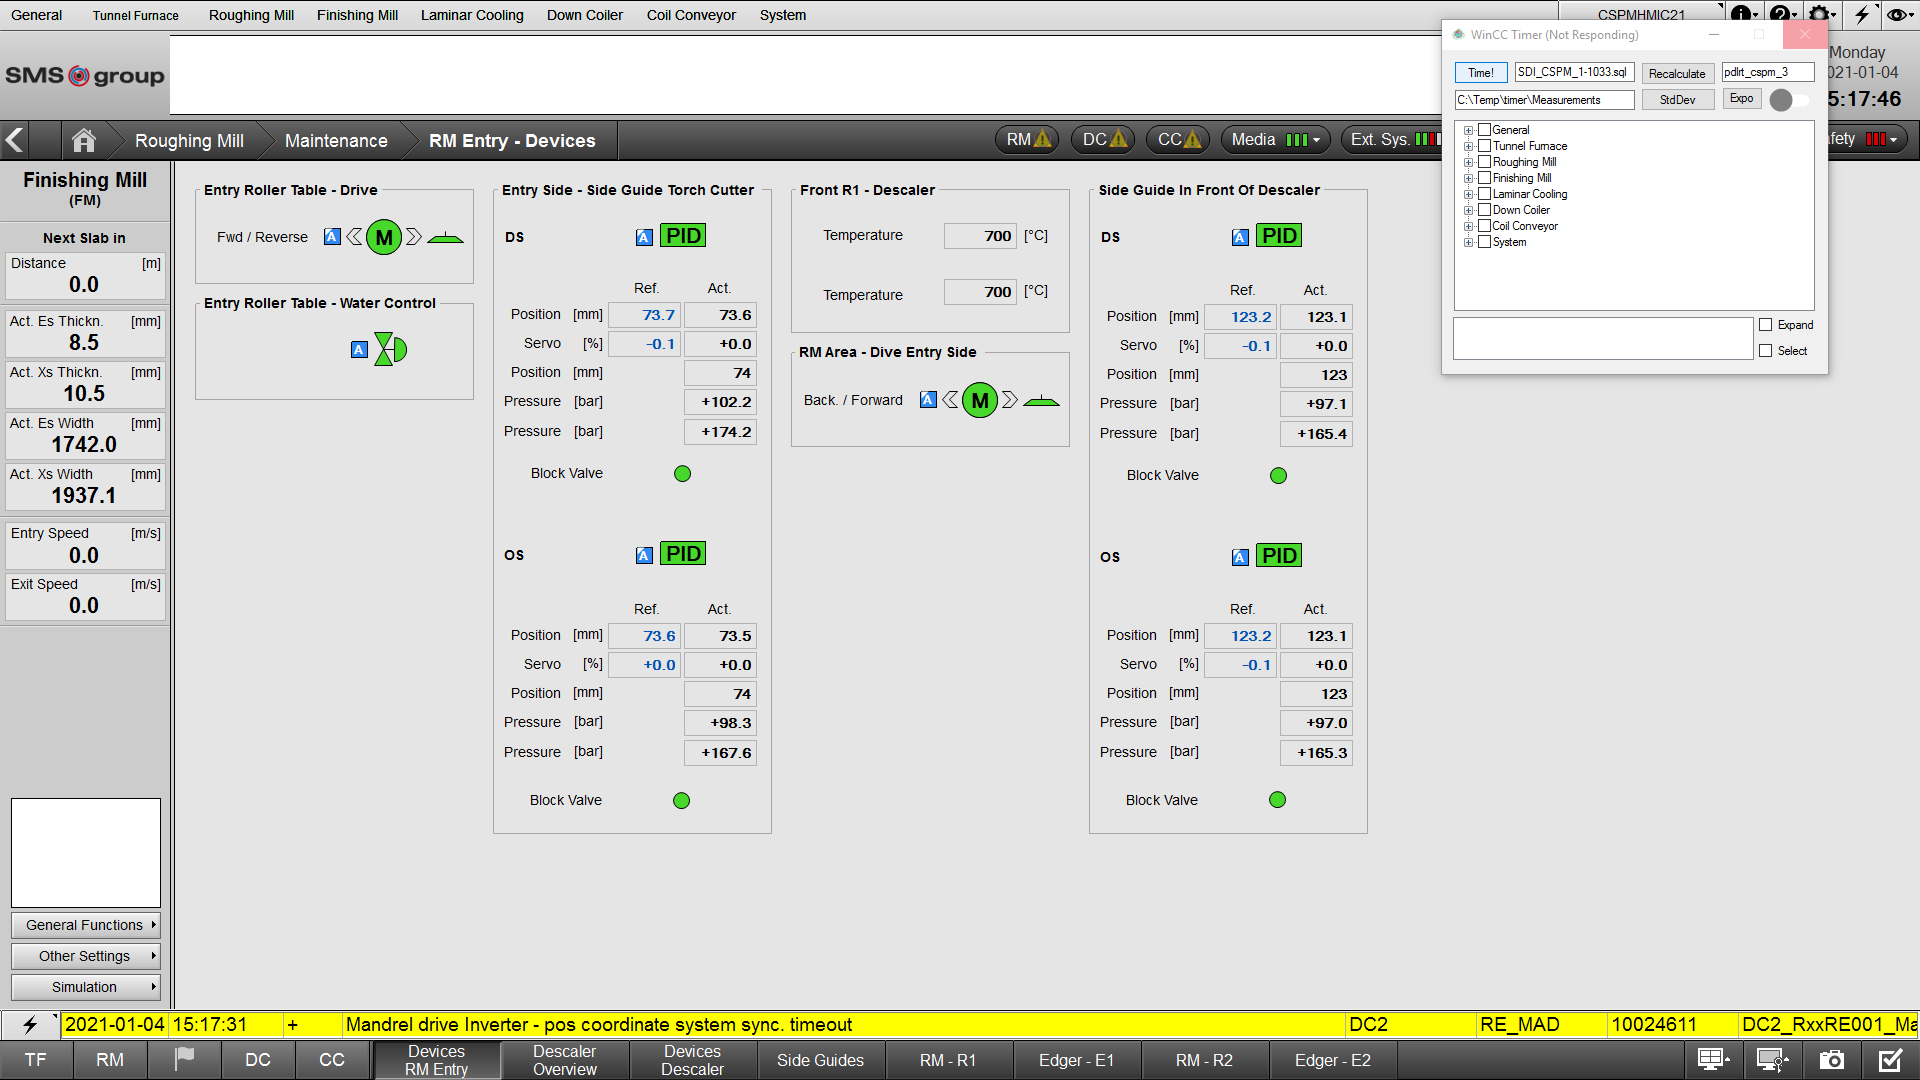 General Tunnel Furnace Roughing Mill Finishing Mill Laminar Cooling Down Coiler Coil Conveyor System CSPMHMIC21
SMS group
Monday
021-01-04
5:17:46
Roughing Mill Maintenance RM Entry - Devices RM DC CC Media Ext. Sys. fety
WinCC Timer (Not Responding)
Time! SDI_CSPM_1-1033.sql Recalculate pdlrt_cspm_3
C:\Temp\timer\Measurements StdDev Expo
General
Tunnel Furnace
Roughing Mill
Finishing Mill
Laminar Cooling
Down Coiler
Coil Conveyor
System
Expand
Select
Finishing Mill
(FM)
Next Slab in
Distance [m]
0.0
Act. Es Thickn. [mm]
8.5
Act. Xs Thickn. [mm]
10.5
Act. Es Width [mm]
1742.0
Act. Xs Width [mm]
1937.1
Entry Speed [m/s]
0.0
Exit Speed [m/s]
0.0
General Functions
Other Settings
Simulation
Entry Roller Table - Drive
Fwd / Reverse A M
Entry Roller Table - Water Control
A
Entry Side - Side Guide Torch Cutter
DS A PID
Ref. Act.
Position [mm] 73.7 73.6
Servo [%] -0.1 +0.0
Position [mm] 74
Pressure [bar] +102.2
Pressure [bar] +174.2
Block Valve
OS A PID
Ref. Act.
Position [mm] 73.6 73.5
Servo [%] +0.0 +0.0
Position [mm] 74
Pressure [bar] +98.3
Pressure [bar] +167.6
Block Valve
Front R1 - Descaler
Temperature 700 [°C]
Temperature 700 [°C]
RM Area - Dive Entry Side
Back. / Forward A M
Side Guide In Front Of Descaler
DS A PID
Ref. Act.
Position [mm] 123.2 123.1
Servo [%] -0.1 +0.0
Position [mm] 123
Pressure [bar] +97.1
Pressure [bar] +165.4
Block Valve
OS A PID
Ref. Act.
Position [mm] 123.2 123.1
Servo [%] -0.1 +0.0
Position [mm] 123
Pressure [bar] +97.0
Pressure [bar] +165.3
Block Valve
2021-01-04 15:17:31 + Mandrel drive Inverter - pos coordinate system sync. timeout DC2 RE_MAD 10024611 DC2_RxxRE001_Ma
TF RM DC CC Devices RM Entry Descaler Overview Devices Descaler Side Guides RM - R1 Edger - E1 RM - R2 Edger - E2